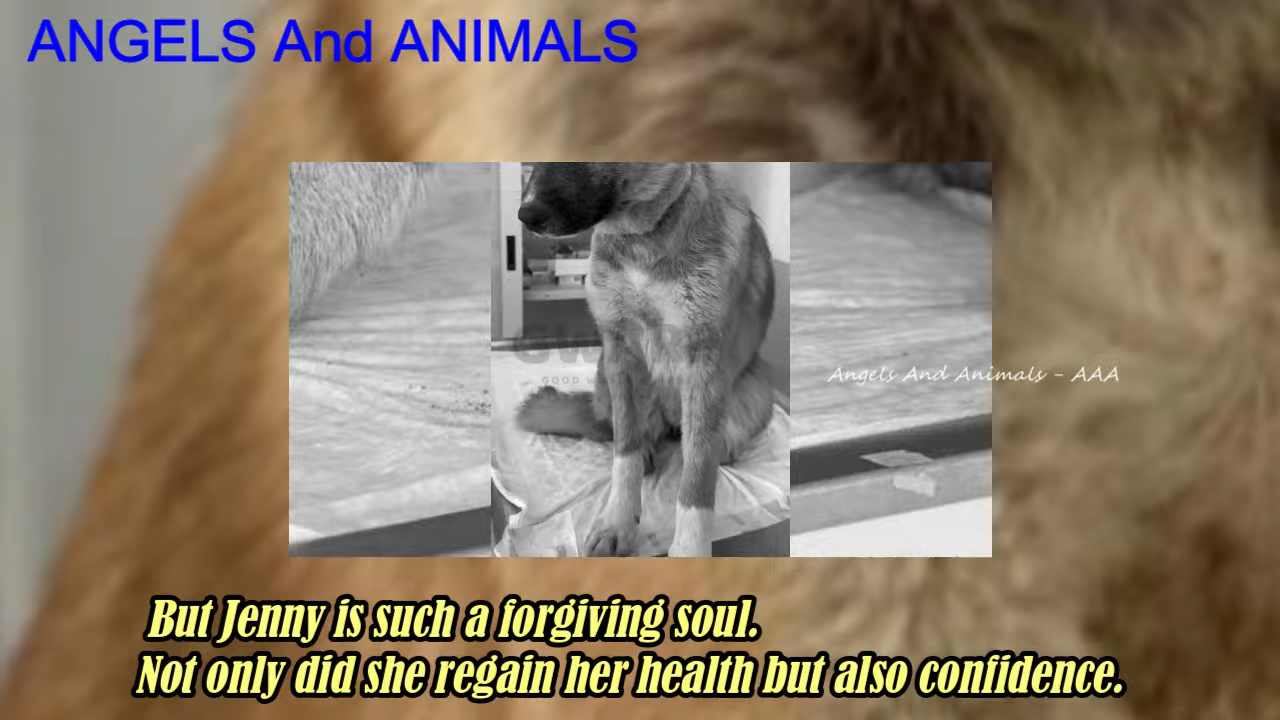 ANGELS And ANIMALS
GOOD
Angels And Animals - AAA
But Jenny is such a forgiving soul.
Not only did she regain her health but also confidence.